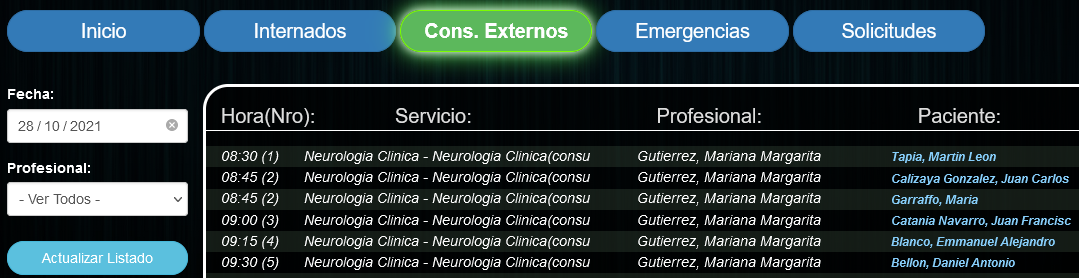 Inicio Internados Cons. Externos Emergencias Solicitudes
Fecha:
28 / 10 / 2021
Profesional:
- Ver Todos -
Actualizar Listado
Hora(Nro): Servicio: Profesional: Paciente:
08:30 (1) Neurologia Clinica - Neurologia Clinica(consu Gutierrez, Mariana Margarita Tapia, Martin Leon
08:45 (2) Neurologia Clinica - Neurologia Clinica(consu Gutierrez, Mariana Margarita Calizaya Gonzalez, Juan Carlos
08:45 (2) Neurologia Clinica - Neurologia Clinica(consu Gutierrez, Mariana Margarita Garraffo, Maria
09:00 (3) Neurologia Clinica - Neurologia Clinica(consu Gutierrez, Mariana Margarita Catania Navarro, Juan Francisc
09:15 (4) Neurologia Clinica - Neurologia Clinica(consu Gutierrez, Mariana Margarita Blanco, Emmanuel Alejandro
09:30 (5) Neurologia Clinica - Neurologia Clinica(consu Gutierrez, Mariana Margarita Bellon, Daniel Antonio